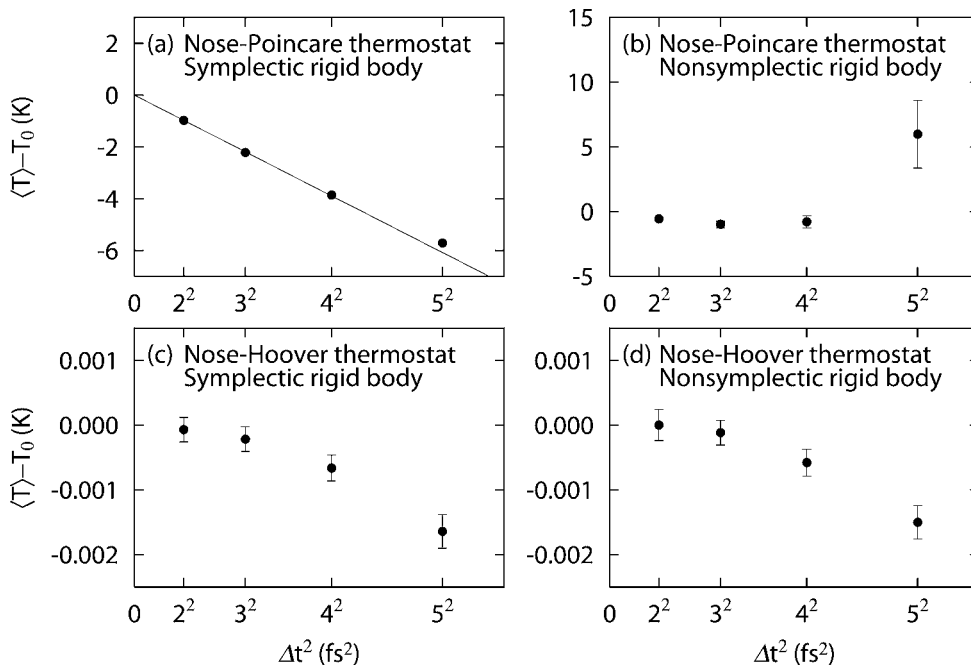 (a) Nose-Poincare thermostat
Symplectic rigid body
⟨T⟩−T₀ (K)
2
0
-2
-4
-6
0 2² 3² 4² 5²
(b) Nose-Poincare thermostat
Nonsymplectic rigid body
15
10
5
0
-5
0 2² 3² 4² 5²
(c) Nose-Hoover thermostat
Symplectic rigid body
⟨T⟩−T₀ (K)
0.001
0.000
-0.001
-0.002
0 2² 3² 4² 5²
Δt² (fs²)
(d) Nose-Hoover thermostat
Nonsymplectic rigid body
0.001
0.000
-0.001
-0.002
0 2² 3² 4² 5²
Δt² (fs²)